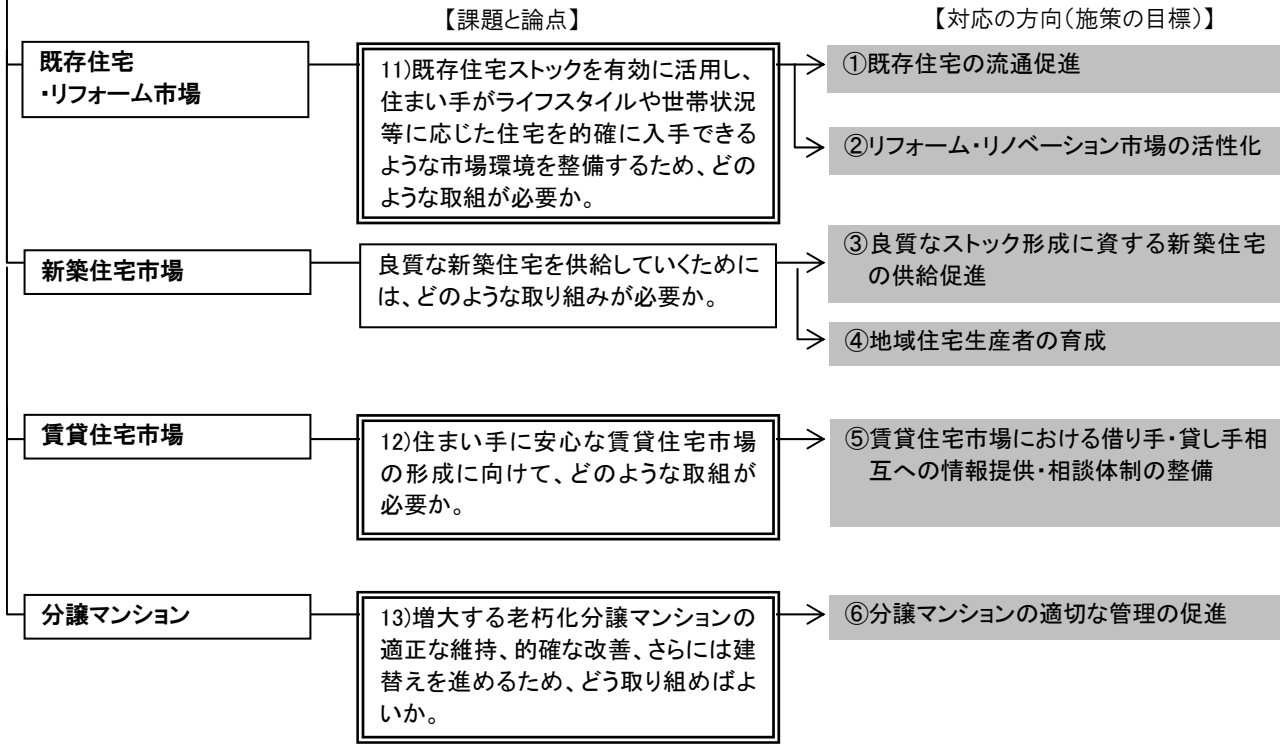 【課題と論点】
【対応の方向(施策の目標)】
既存住宅
・リフォーム市場
11)既存住宅ストックを有効に活用し、
住まい手がライフスタイルや世帯状況
等に応じた住宅を的確に入手できる
ような市場環境を整備するため、どの
ような取組が必要か。
①既存住宅の流通促進
②リフォーム・リノベーション市場の活性化
新築住宅市場
良質な新築住宅を供給していくために
は、どのような取り組みが必要か。
③良質なストック形成に資する新築住宅
の供給促進
④地域住宅生産者の育成
賃貸住宅市場
12)住まい手に安心な賃貸住宅市場
の形成に向けて、どのような取組が
必要か。
⑤賃貸住宅市場における借り手・貸し手相
互への情報提供・相談体制の整備
分譲マンション
13)増大する老朽化分譲マンションの
適正な維持、的確な改善、さらには建
替えを進めるため、どう取り組めばよ
いか。
⑥分譲マンションの適切な管理の促進